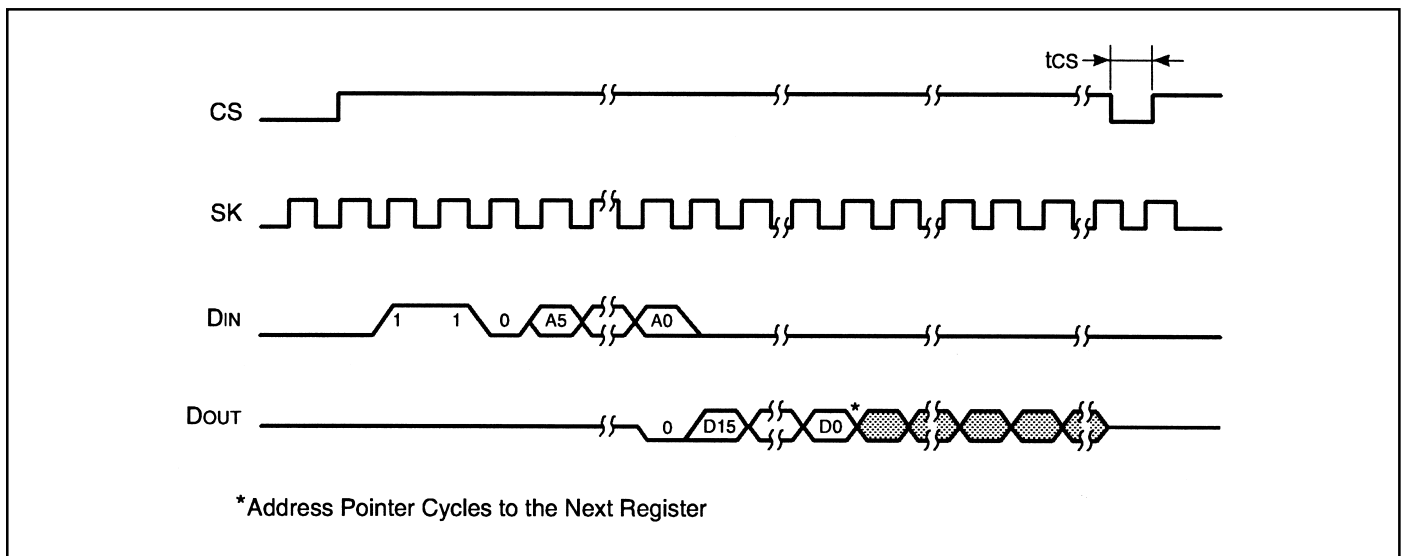 tCS
CS
SK
DIN
1 1 0 A5 A0
DOUT
0 D15 D0 *
*Address Pointer Cycles to the Next Register